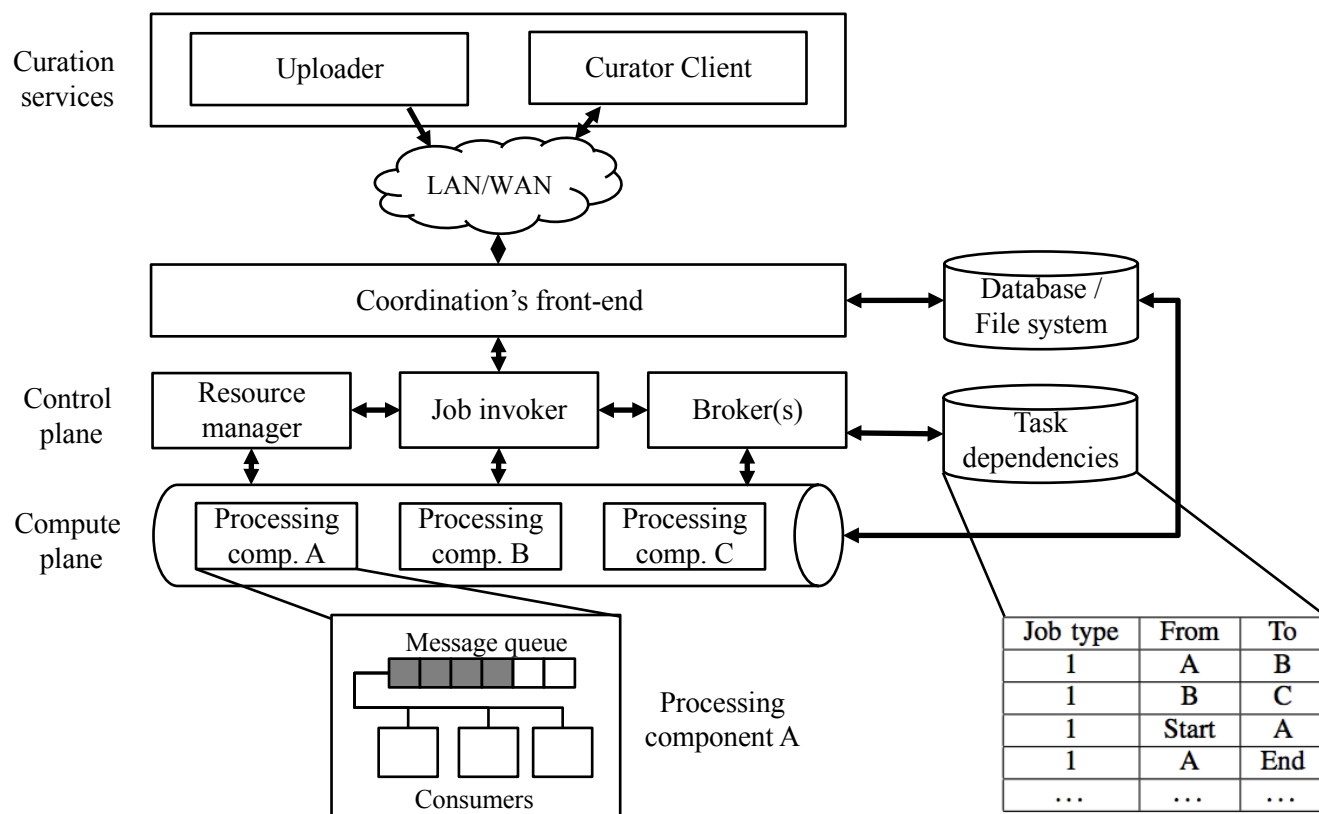 Curation
services
Uploader
Curator Client
LAN/WAN
Coordination’s front-end
Database /
File system
Control
plane
Resource
manager
Job invoker
Broker(s)
Task
dependencies
Compute
plane
Processing
comp. A
Processing
comp. B
Processing
comp. C
Message queue
Consumers
Processing
component A
Job type From To
1 A B
1 B C
1 Start A
1 A End
... ... ...